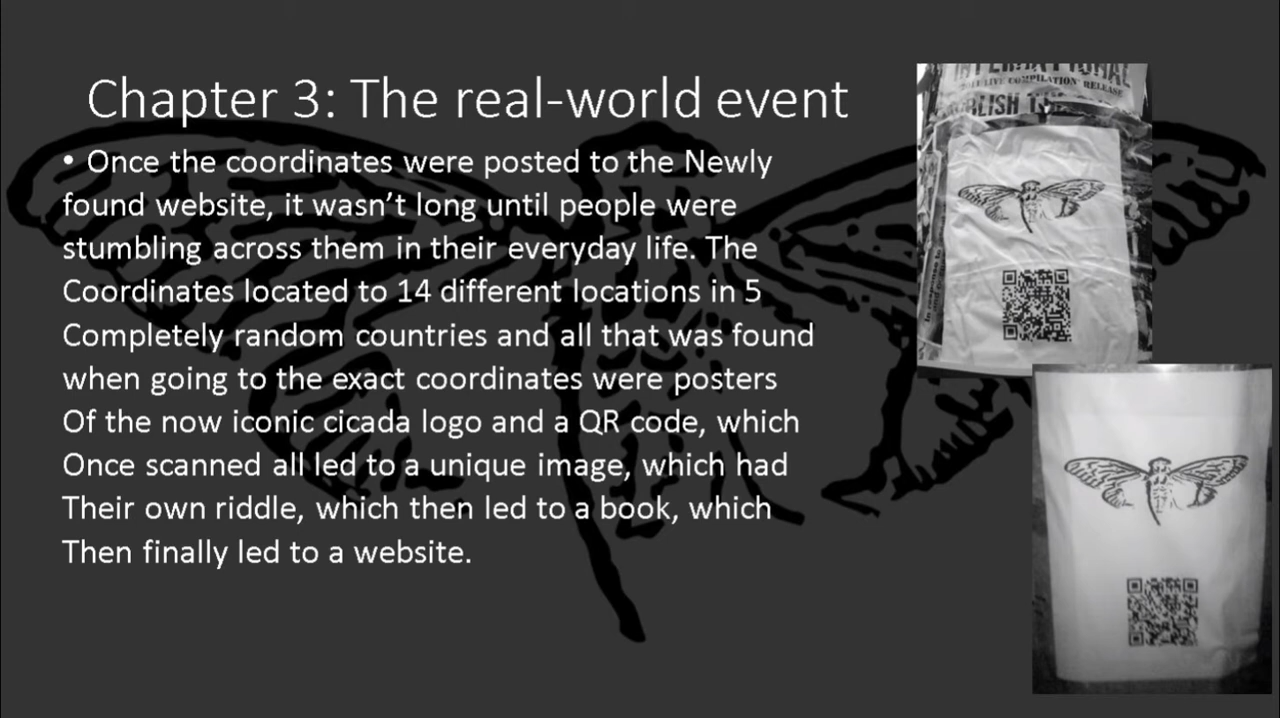 Chapter 3: The real-world event
• Once the coordinates were posted to the Newly
found website, it wasn’t long until people were
stumbling across them in their everyday life. The
Coordinates located to 14 different locations in 5
Completely random countries and all that was found
when going to the exact coordinates were posters
Of the now iconic cicada logo and a QR code, which
Once scanned all led to a unique image, which had
Their own riddle, which then led to a book, which
Then finally led to a website.
INTERNATIONAL
LIVE COMPILATION RELEASE